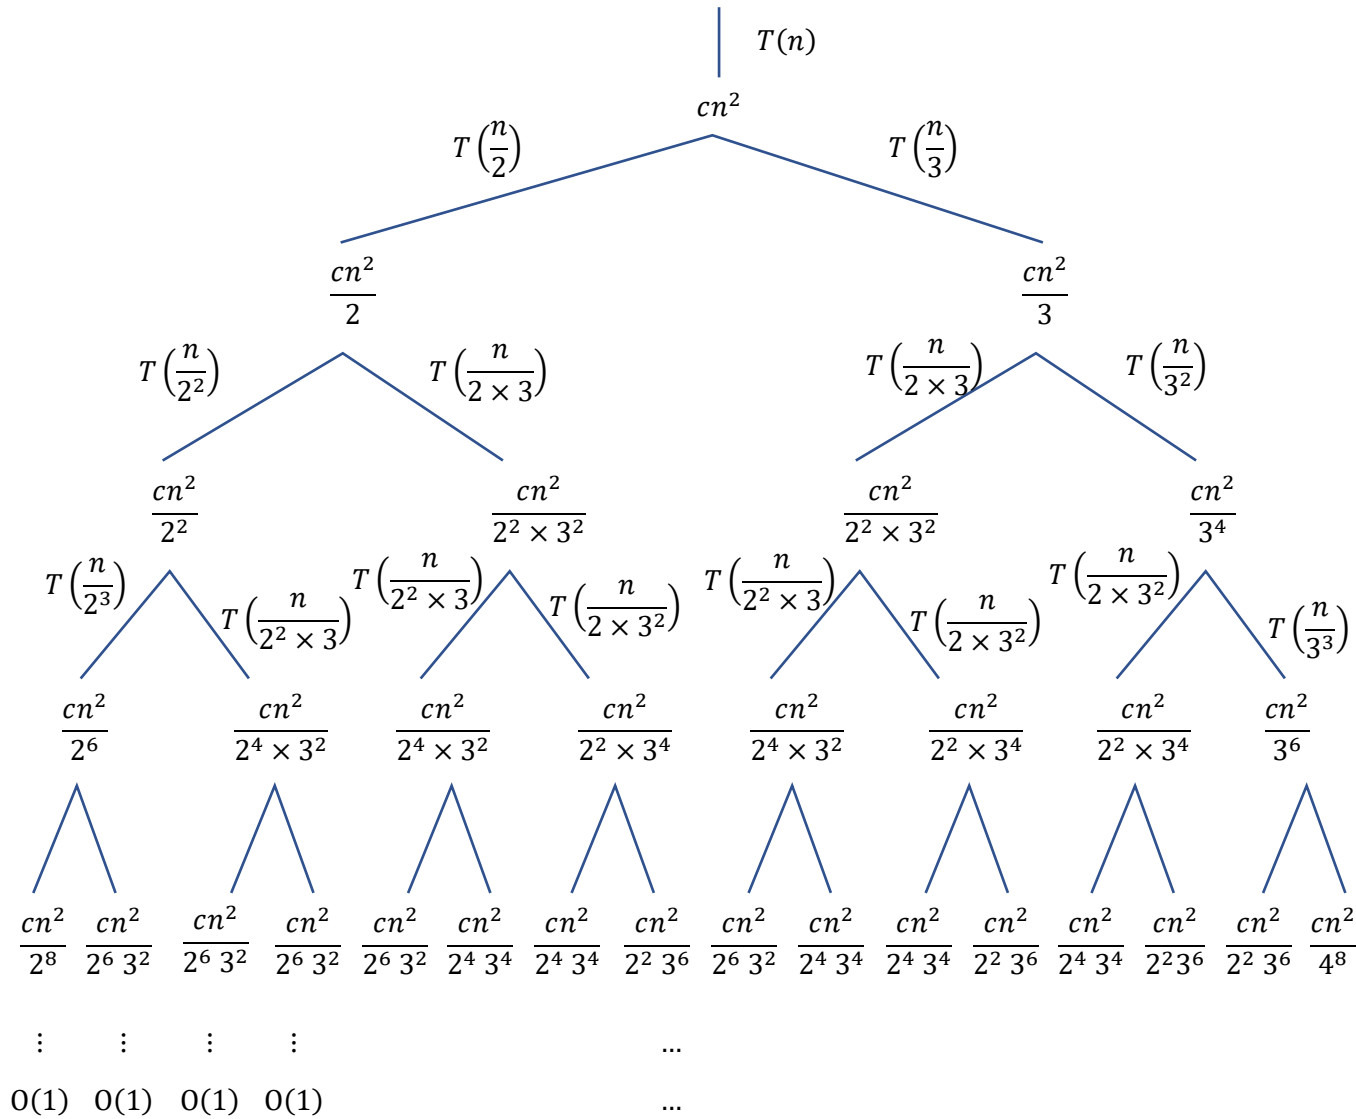 T(n)
cn²
T(n/2) T(n/3)
cn²/2 cn²/3
T(n/2²) T(n/(2 × 3)) T(n/(2 × 3)) T(n/3²)
cn²/2² cn²/(2² × 3²) cn²/(2² × 3²) cn²/3⁴
T(n/2³) T(n/(2² × 3)) T(n/(2² × 3)) T(n/(2 × 3²)) T(n/(2² × 3)) T(n/(2 × 3²)) T(n/(2 × 3²)) T(n/3³)
cn²/2⁶ cn²/(2⁴ × 3²) cn²/(2⁴ × 3²) cn²/(2² × 3⁴) cn²/(2⁴ × 3²) cn²/(2² × 3⁴) cn²/(2² × 3⁴) cn²/3⁶
cn²/2⁸ cn²/(2⁶ 3²) cn²/(2⁶ 3²) cn²/(2⁶ 3²) cn²/(2⁶ 3²) cn²/(2⁴ 3⁴) cn²/(2⁴ 3⁴) cn²/(2² 3⁶) cn²/(2⁶ 3²) cn²/(2⁴ 3⁴) cn²/(2⁴ 3⁴) cn²/(2² 3⁶) cn²/(2⁴ 3⁴) cn²/(2²3⁶) cn²/(2² 3⁶) cn²/4⁸
⋮ ⋮ ⋮ ⋮ ...
O(1) O(1) O(1) O(1) ...